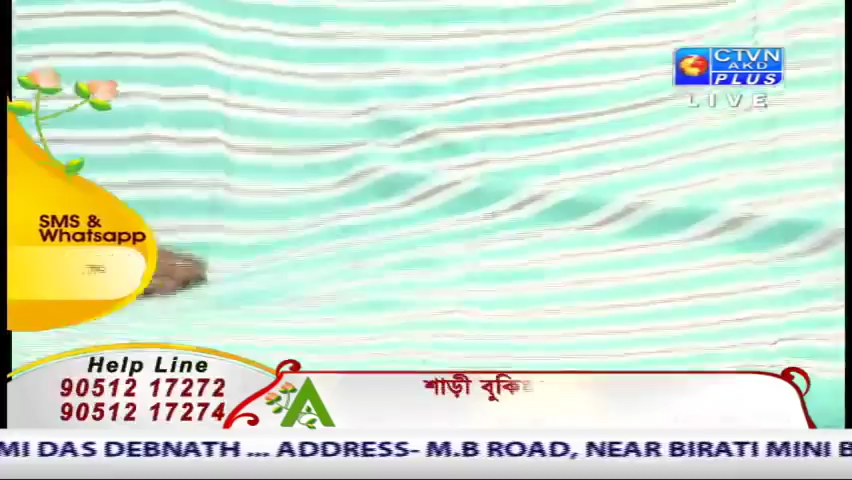 CTVN
AKD
PLUS
LIVE
SMS &
Whatsapp
Help Line
90512 17272
90512 17274
শাড়ী
MI DAS DEBNATH ... ADDRESS- M.B ROAD, NEAR BIRATI MINI B